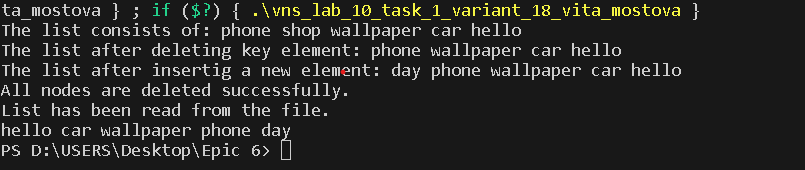 ta_mostova } ; if ($?) { .\vns_lab_10_task_1_variant_18_vita_mostova }
The list consists of: phone shop wallpaper car hello
The list after deleting key element: phone wallpaper car hello
The list after insertig a new element: day phone wallpaper car hello
All nodes are deleted successfully.
List has been read from the file.
hello car wallpaper phone day
PS D:\USERS\Desktop\Epic 6>